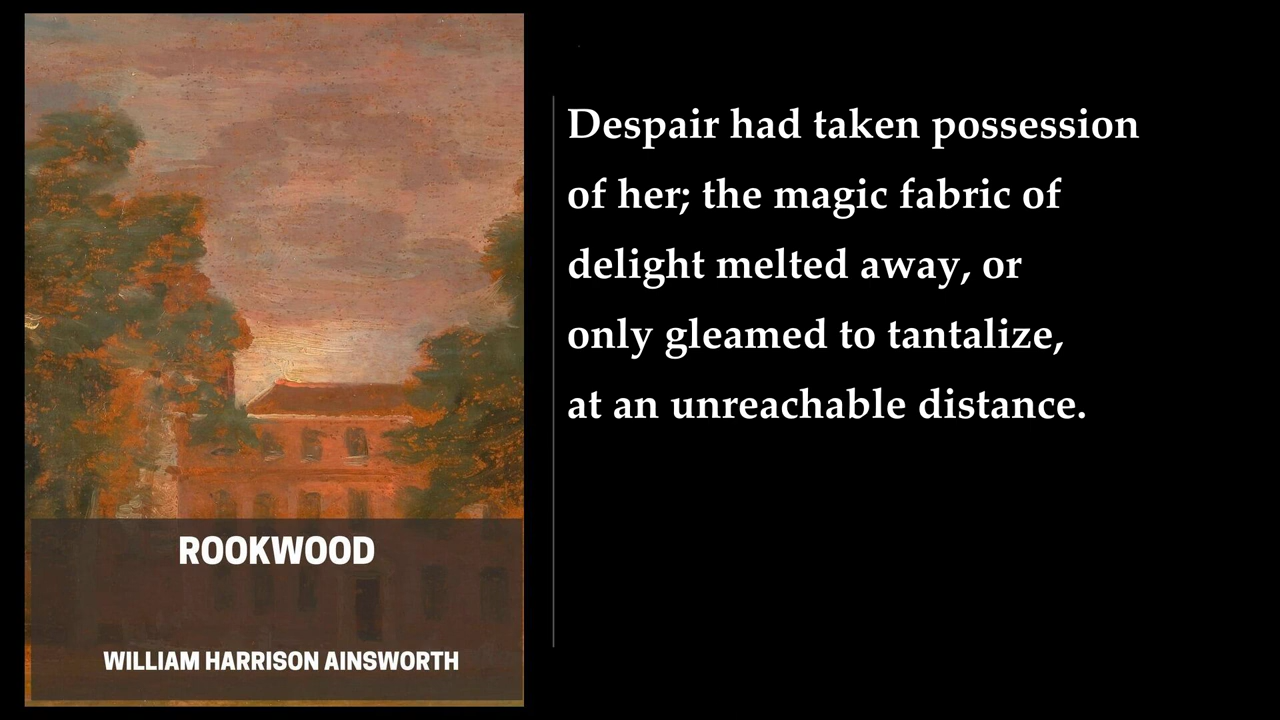 Despair had taken possession
of her; the magic fabric of
delight melted away, or
only gleamed to tantalize,
at an unreachable distance.
ROOKWOOD
WILLIAM HARRISON AINSWORTH